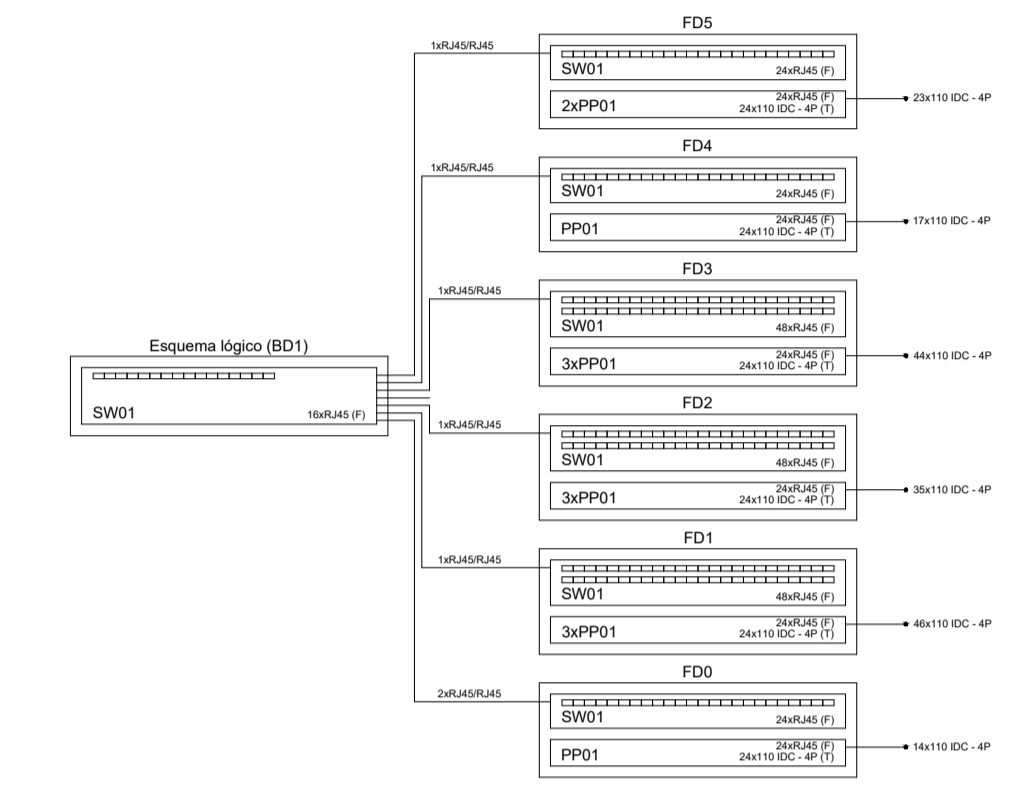 FD5
1xRJ45/RJ45
SW01
24xRJ45 (F)
2xPP01
24xRJ45 (F)
24x110 IDC - 4P (T)
23x110 IDC - 4P
FD4
1xRJ45/RJ45
SW01
24xRJ45 (F)
PP01
24xRJ45 (F)
24x110 IDC - 4P (T)
17x110 IDC - 4P
FD3
1xRJ45/RJ45
SW01
48xRJ45 (F)
3xPP01
24xRJ45 (F)
24x110 IDC - 4P (T)
44x110 IDC - 4P
Esquema lógico (BD1)
SW01
16xRJ45 (F)
FD2
1xRJ45/RJ45
SW01
48xRJ45 (F)
3xPP01
24xRJ45 (F)
24x110 IDC - 4P (T)
35x110 IDC - 4P
FD1
1xRJ45/RJ45
SW01
48xRJ45 (F)
3xPP01
24xRJ45 (F)
24x110 IDC - 4P (T)
46x110 IDC - 4P
FD0
2xRJ45/RJ45
SW01
24xRJ45 (F)
PP01
24xRJ45 (F)
24x110 IDC - 4P (T)
14x110 IDC - 4P